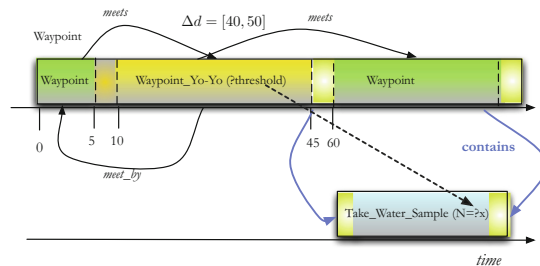 meets
Δd = [40, 50]
meets
Waypoint
Waypoint
Waypoint_Yo-Yo (?threshold)
Waypoint
0
5
10
45
60
meet_by
contains
Take_Water_Sample (N=?x)
time